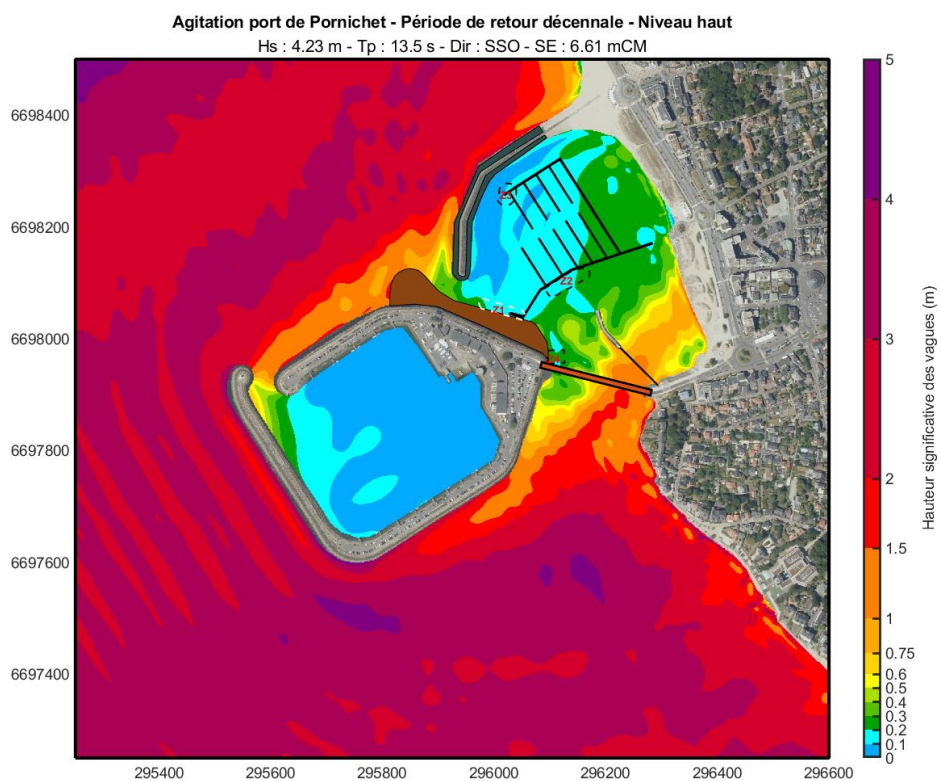 Agitation port de Pornichet - Période de retour décennale - Niveau haut
Hs : 4.23 m - Tp : 13.5 s - Dir : SSO - SE : 6.61 mCM
6698400
6698200
6698000
6697800
6697600
6697400
295400 295600 295800 296000 296200 296400 296600
Z3
Z2
Z1
5
4
3
2
1.5
1
0.75
0.6
0.5
0.4
0.3
0.2
0.1
0
Hauteur significative des vagues (m)